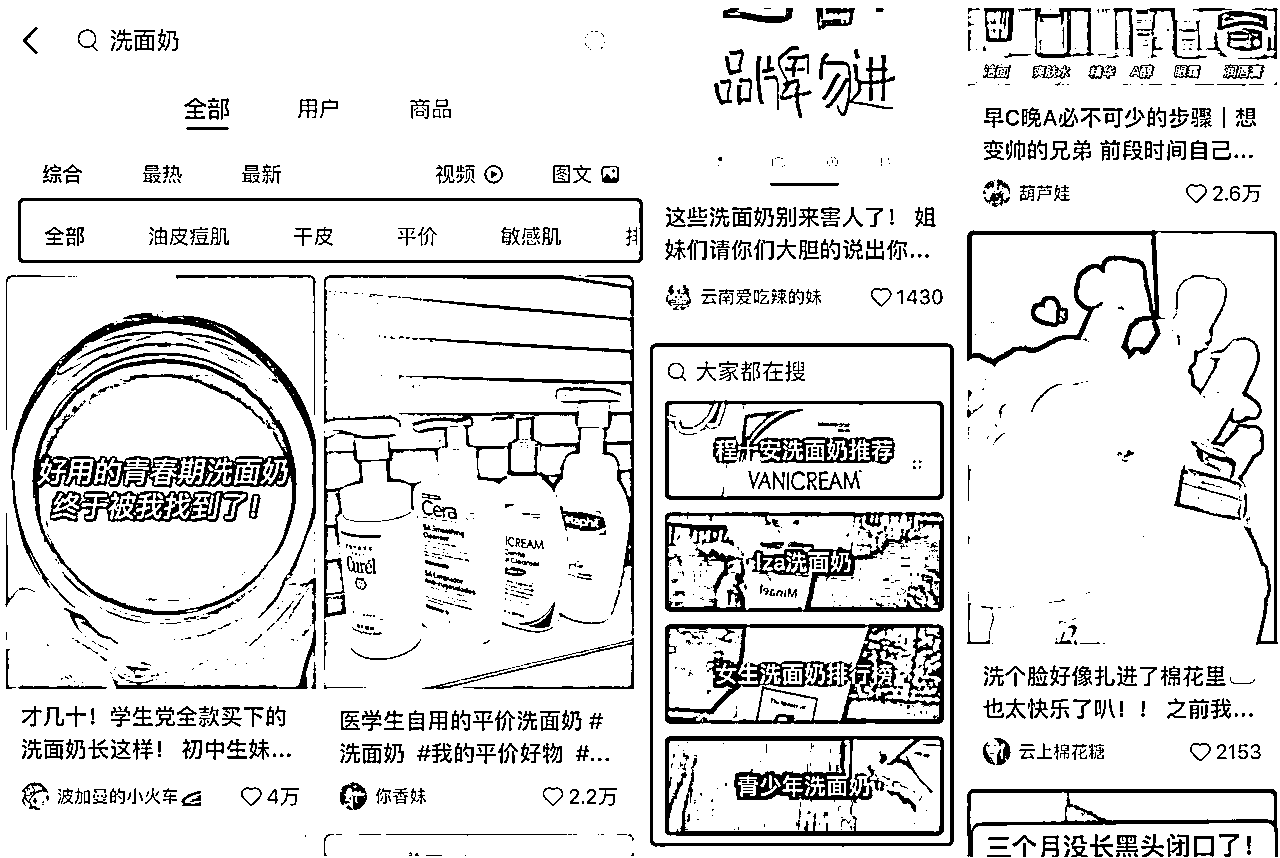 洗面奶
全部 用户 商品
综合 最热 最新 视频 图文
全部 油皮痘肌 干皮 平价 敏感肌
好用的青春期洗面奶
终于被我找到了!
才几十!学生党全款买下的
洗面奶长这样! 初中生妹...
波加曼的小火车
4万
Curél
Cera
SA Smoothing
Cleanser
ICREAM
医学生自用的平价洗面奶 #
洗面奶 #我的平价好物 #...
你香妹
2.2万
品牌勿进
这些洗面奶别来害人了! 姐
妹们请你们大胆的说出你...
云南爱吃辣的妹
1430
大家都在搜
程十安洗面奶推荐
VANICREAM
lza洗面奶
女生洗面奶排行榜
青少年洗面奶
洁面 爽肤水 精华 A醇 眼霜
早C晚A必不可少的步骤|想
变帅的兄弟 前段时间自己...
葫芦娃
2.6万
洗个脸好像扎进了棉花里
也太快乐了叭!! 之前我...
云上棉花糖
2153
三个月没长黑头闭口了!